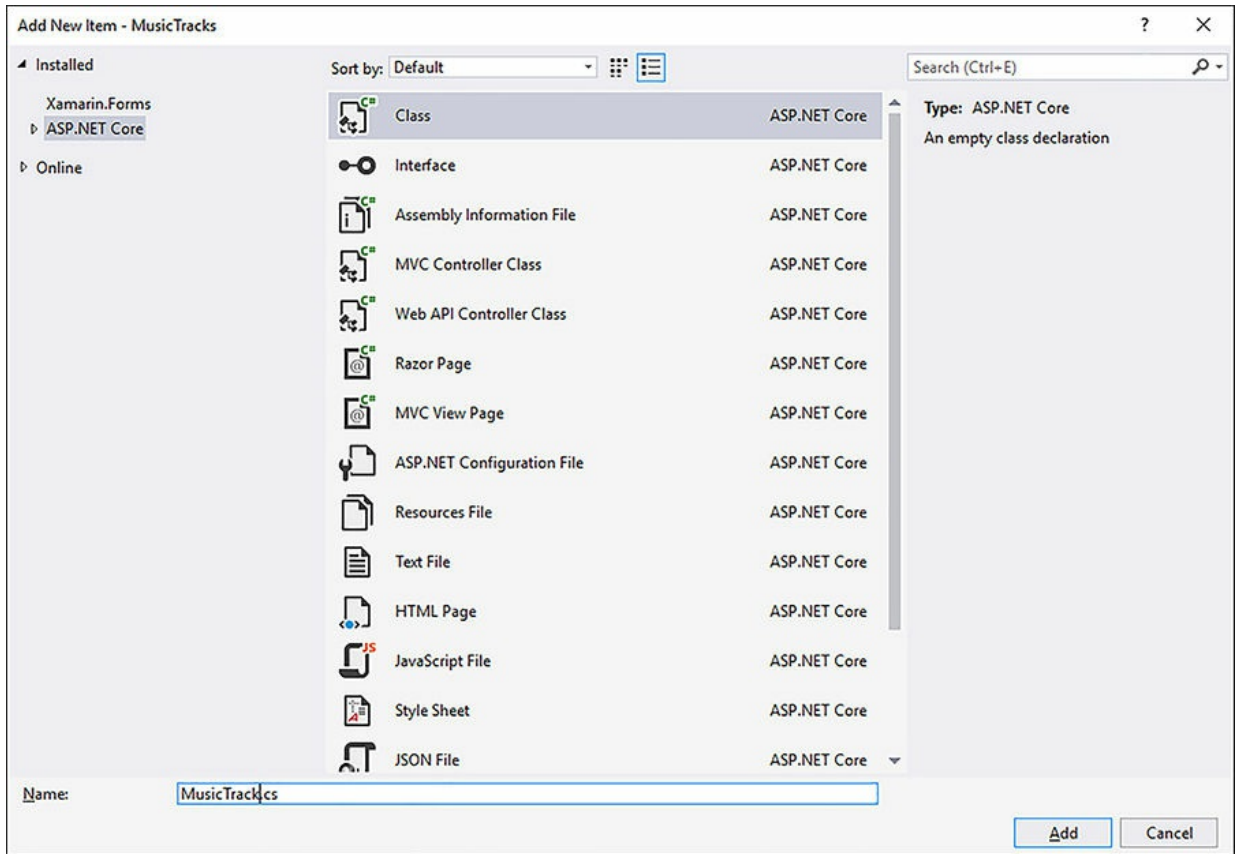 Add New Item - MusicTracks
?
Installed
Xamarin.Forms
ASP.NET Core
Online
Sort by: Default
Search (Ctrl+E)
C# Class ASP.NET Core
Interface ASP.NET Core
C# Assembly Information File ASP.NET Core
C# MVC Controller Class ASP.NET Core
C# Web API Controller Class ASP.NET Core
C# @ Razor Page ASP.NET Core
C# @ MVC View Page ASP.NET Core
ASP.NET Configuration File ASP.NET Core
Resources File ASP.NET Core
Text File ASP.NET Core
HTML Page ASP.NET Core
JS JavaScript File ASP.NET Core
A Style Sheet ASP.NET Core
JSON File ASP.NET Core
Type: ASP.NET Core
An empty class declaration
Name: MusicTrack.cs
Add Cancel